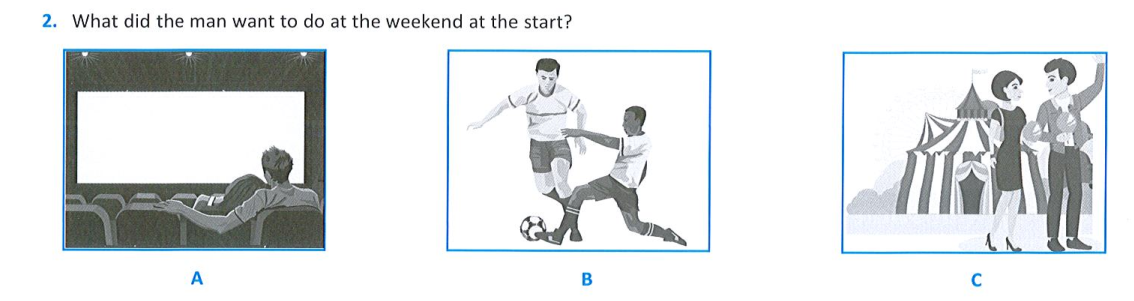 2. What did the man want to do at the weekend at the start?
A B C